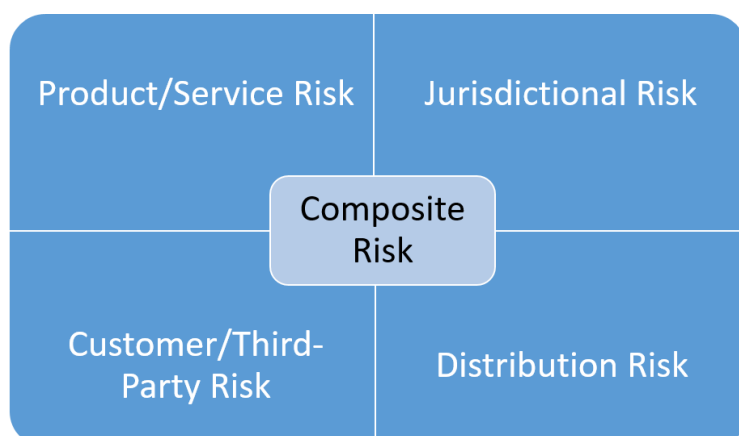 Product/Service Risk
Jurisdictional Risk
Composite
Risk
Customer/Third-
Party Risk
Distribution Risk